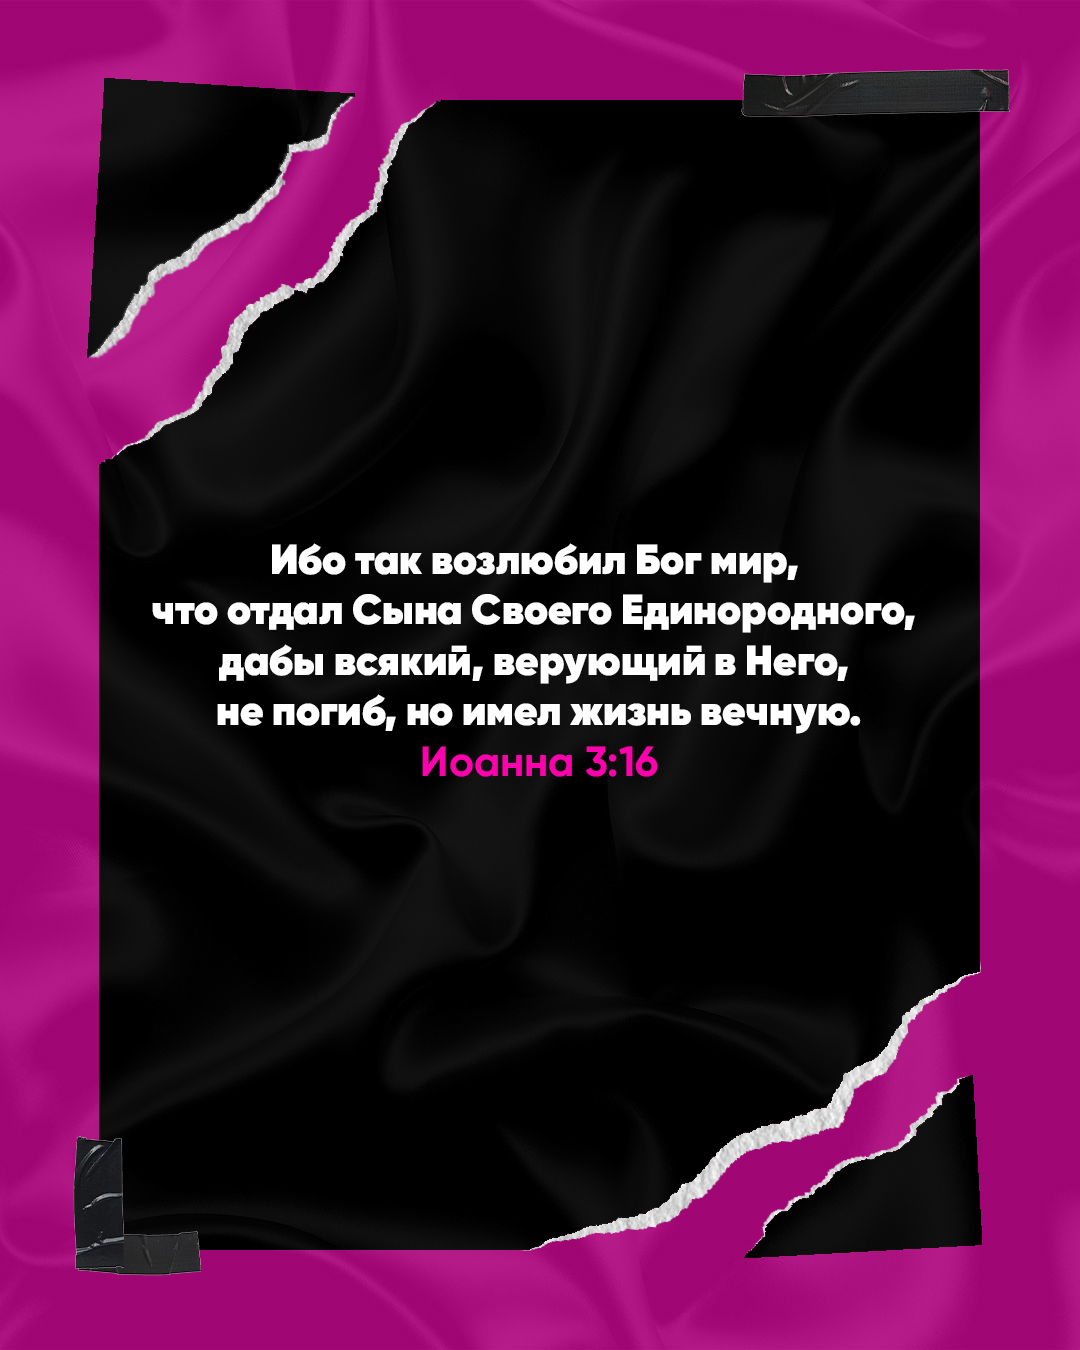 Ибо так возлюбил Бог мир,
что отдал Сына Своего Единородного,
дабы всякий, верующий в Него,
не погиб, но имел жизнь вечную.
Иоанна 3:16